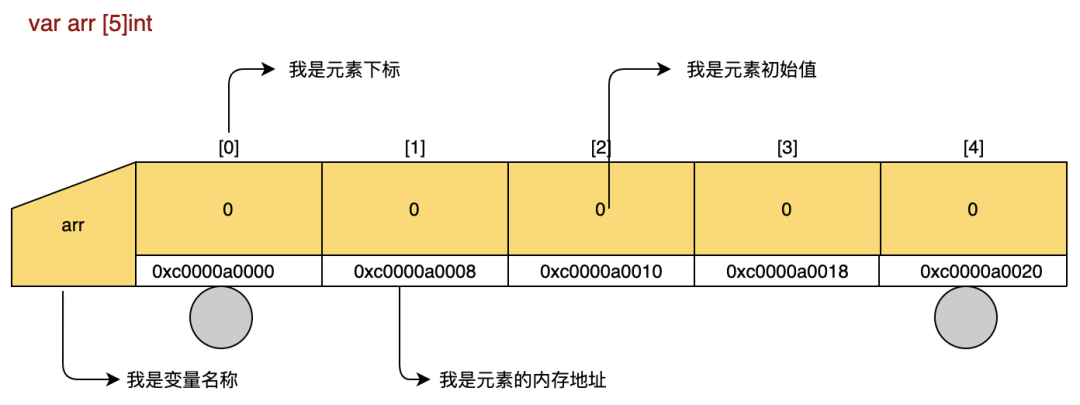 var arr [5]int
我是元素下标 我是元素初始值
[0] [1] [2] [3] [4]
arr 0 0 0 0 0
0xc0000a0000 0xc0000a0008 0xc0000a0010 0xc0000a0018 0xc0000a0020
我是变量名称 我是元素的内存地址